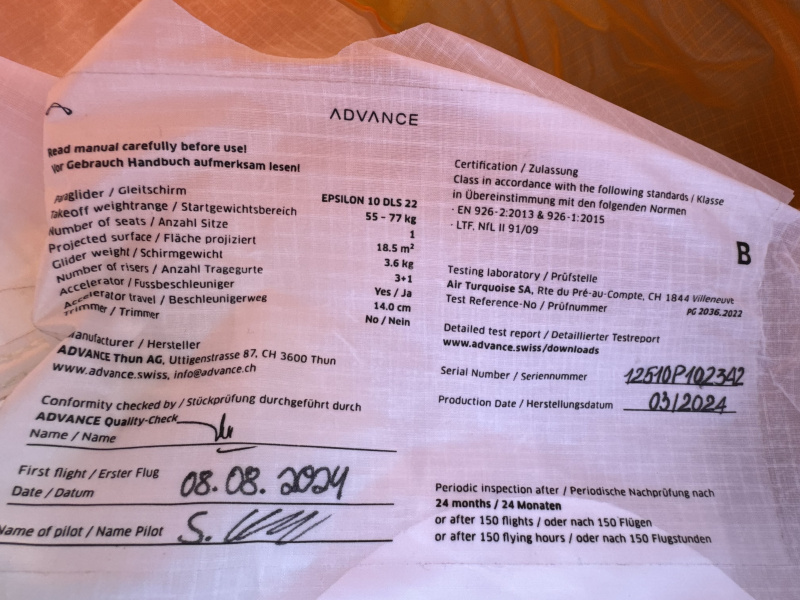 ADVANCE
Read manual carefully before use!
Vor Gebrauch Handbuch aufmerksam lesen!
Paraglider / Gleitschirm EPSILON 10 DLS 22
Takeoff weightrange / Startgewichtsbereich 55 - 77 kg
Number of seats / Anzahl Sitze 1
Projected surface / Fläche projiziert 18.5 m²
Glider weight / Schirmgewicht 3.6 kg
Number of risers / Anzahl Tragegurte 3+1
Accelerator / Fussbeschleuniger Yes / Ja
Accelerator travel / Beschleunigerweg 14.0 cm
Trimmer / Trimmer No / Nein
Manufacturer / Hersteller
ADVANCE Thun AG, Uttigenstrasse 87, CH 3600 Thun
www.advance.swiss, info@advance.ch
Conformity checked by / Stückprüfung durchgeführt durch
ADVANCE Quality-Check
Name / Name
First flight / Erster Flug
Date / Datum 08.08.2024
Name of pilot / Name Pilot S.
Certification / Zulassung
Class in accordance with the following standards / Klasse
in Übereinstimmung mit den folgenden Normen
· EN 926-2:2013 & 926-1:2015
· LTF, NfL II 91/09
B
Testing laboratory / Prüfstelle
Air Turquoise SA, Rte du Pré-au-Compte, CH 1844 Villeneuve
Test Reference-No / Prüfnummer PG 2036.2022
Detailed test report / Detaillierter Testreport
www.advance.swiss/downloads
Serial Number / Seriennummer 12510P102342
Production Date / Herstellungsdatum 03/2024
Periodic inspection after / Periodische Nachprüfung nach
24 months / 24 Monaten
or after 150 flights / oder nach 150 Flügen
or after 150 flying hours / oder nach 150 Flugstunden